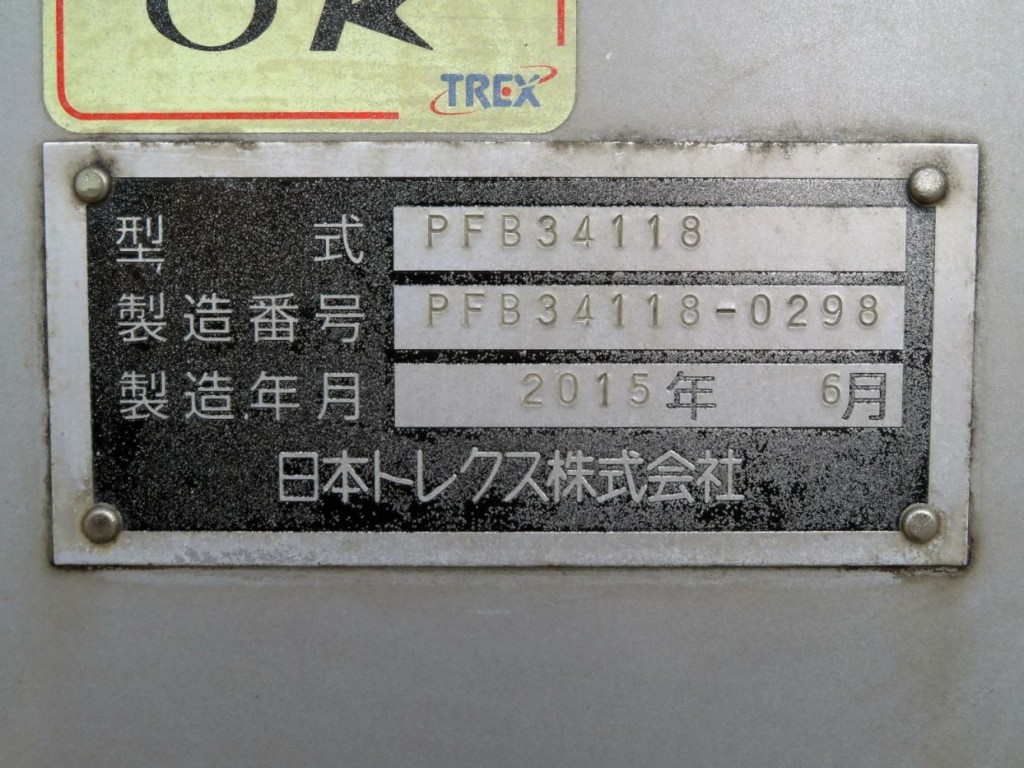 OK
TREX
型式 PFB34118
製造番号 PFB34118-0298
製造年月 2015年 6月
日本トレクス株式会社